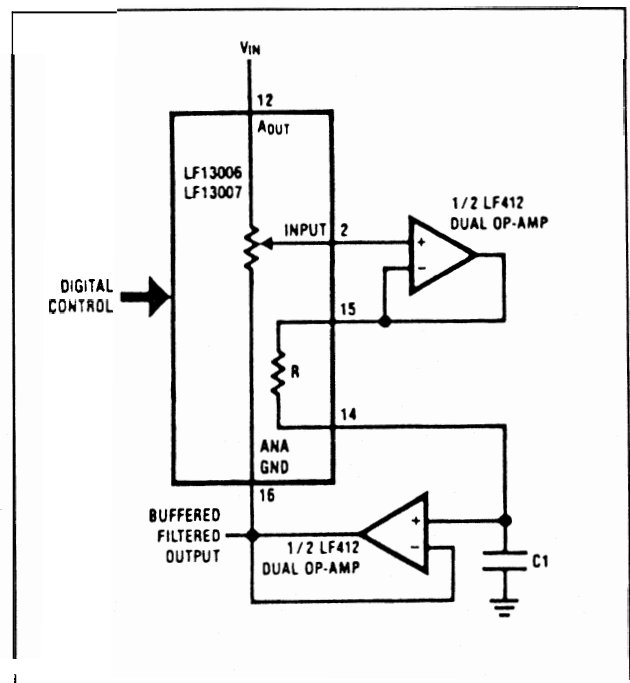 VIN
12
AOUT
LF13006
LF13007
INPUT
2
1/2 LF412
DUAL OP-AMP
+
−
DIGITAL
CONTROL
15
R
14
ANA
GND
16
BUFFERED
FILTERED
OUTPUT
1/2 LF412
DUAL OP-AMP
+
−
C1